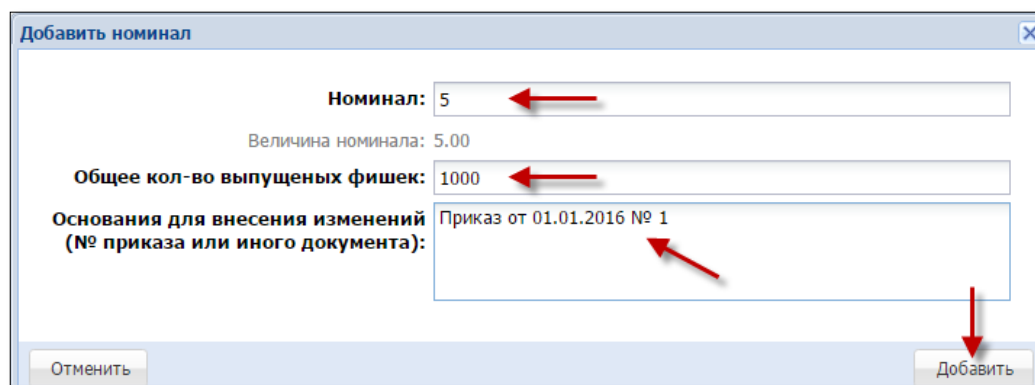 Добавить номинал
Номинал: 5
Величина номинала: 5.00
Общее кол-во выпущеных фишек: 1000
Основания для внесения изменений
(№ приказа или иного документа):
Приказ от 01.01.2016 № 1
Отменить
Добавить